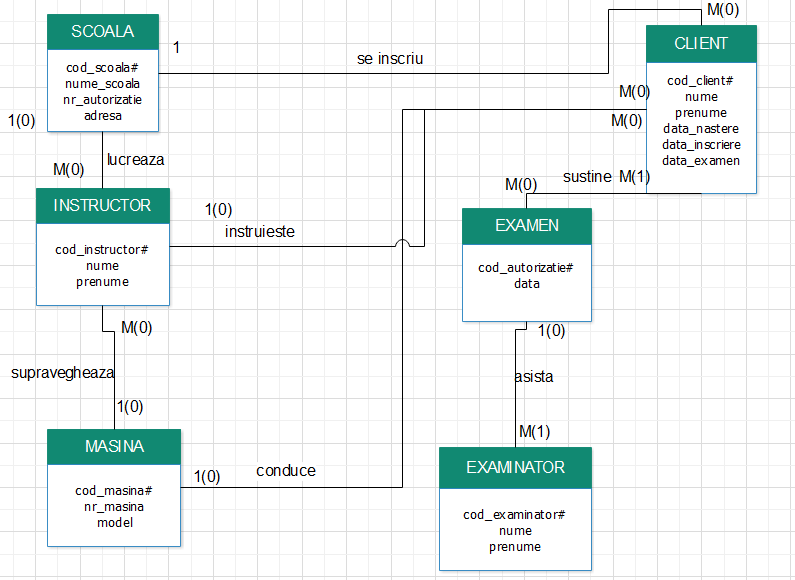 SCOALA
cod_scoala#
nume_scoala
nr_autorizatie
adresa
1
se inscriu
M(0)
CLIENT
cod_client#
nume
prenume
data_nastere
data_inscriere
data_examen
M(0)
M(0)
1(0)
lucreaza
M(0)
INSTRUCTOR
cod_instructor#
nume
prenume
1(0)
instruieste
sustine
M(1)
M(0)
EXAMEN
cod_autorizatie#
data
M(0)
supravegheaza
1(0)
1(0)
asista
M(1)
MASINA
cod_masina#
nr_masina
model
1(0)
conduce
EXAMINATOR
cod_examinator#
nume
prenume